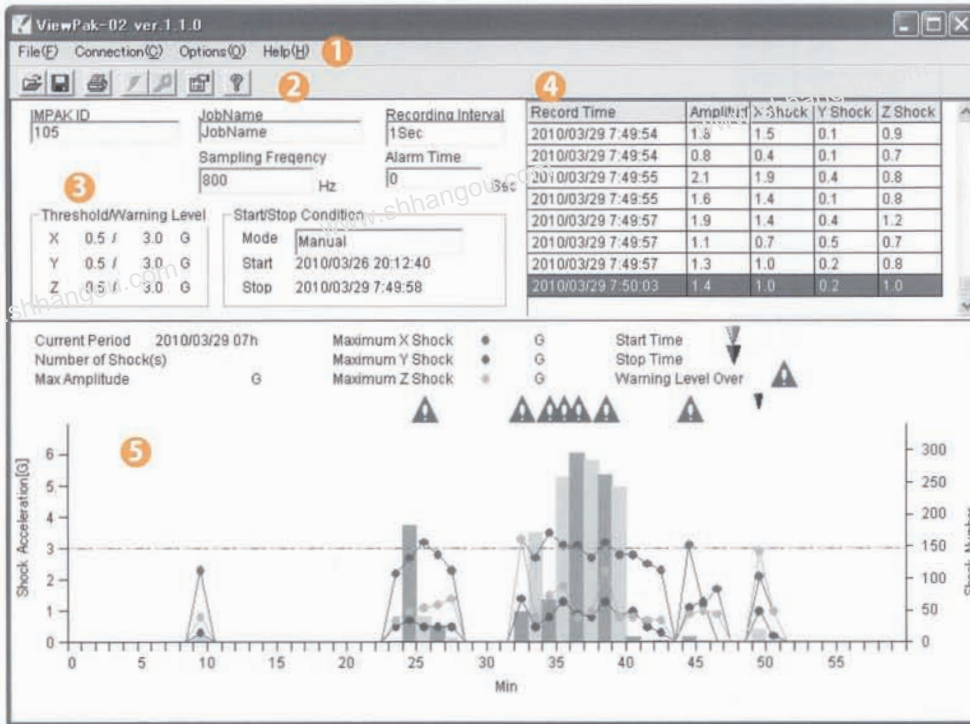 ViewPak-02 ver.1.1.0
File(F) Connection(C) Options(O) Help(H) 1
2
IMPAK ID JobName Recording Interval
105 JobName 1Sec
Sampling Freqency Alarm Time
800 Hz 0 Sec
3
Threshold/Warning Level Start/Stop Condition
X 0.5 / 3.0 G Mode Manual
Y 0.5 / 3.0 G Start 2010/03/26 20:12:40
Z 0.5 / 3.0 G Stop 2010/03/29 7:49:58
4
Record Time Amplitud X Shock Y Shock Z Shock
2010/03/29 7:49:54 1.8 1.5 0.1 0.9
2010/03/29 7:49:54 0.8 0.4 0.1 0.7
2010/03/29 7:49:55 2.1 1.9 0.4 0.8
2010/03/29 7:49:55 1.6 1.4 0.1 0.8
2010/03/29 7:49:57 1.9 1.4 0.4 1.2
2010/03/29 7:49:57 1.1 0.7 0.5 0.7
2010/03/29 7:49:57 1.3 1.0 0.2 0.8
2010/03/29 7:50:03 1.4 1.0 0.2 1.0
www.shhangou.com
Current Period 2010/03/29 07h Maximum X Shock G Start Time
Number of Shock(s) Maximum Y Shock G Stop Time
Max Amplitude G Maximum Z Shock G Warning Level Over
5
Shock Acceleration[G]
6
5
4
3
2
1
0
300
250
200
150
100
50
0
Shock Number
0 5 10 15 20 25 30 35 40 45 50 55
Min